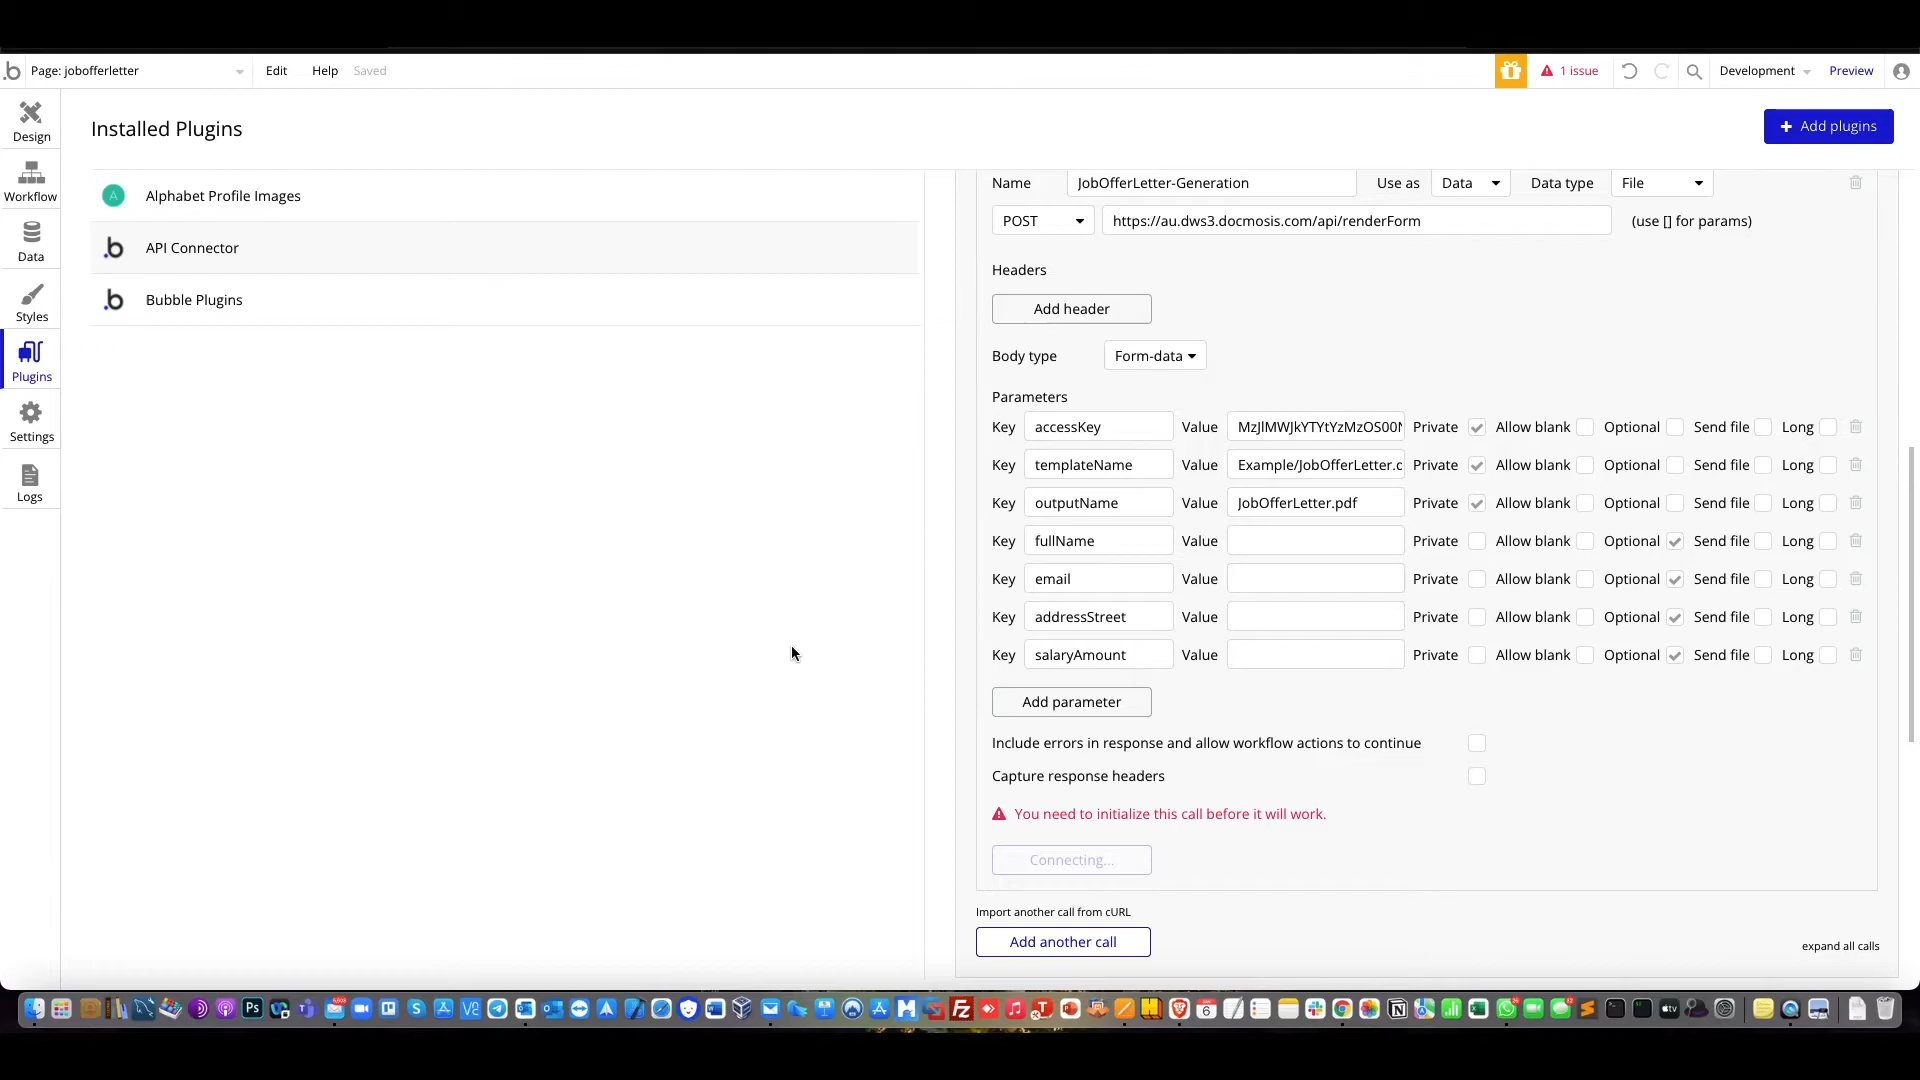 Page: jobofferletter Edit Help Saved 1 issue Development Preview
Design
Workflow
Data
Styles
Plugins
Settings
Logs
Installed Plugins
Add plugins
Alphabet Profile Images
API Connector
Bubble Plugins
Name JobOfferLetter-Generation Use as Data Data type File
POST https://au.dws3.docmosis.com/api/renderForm (use [] for params)
Headers
Add header
Body type Form-data
Parameters
Key accessKey Value Private Allow blank Optional Send file Long
Key templateName Value Example/JobOfferLetter.d Private Allow blank Optional Send file Long
Key outputName Value JobOfferLetter.pdf Private Allow blank Optional Send file Long
Key fullName Value Private Allow blank Optional Send file Long
Key email Value Private Allow blank Optional Send file Long
Key addressStreet Value Private Allow blank Optional Send file Long
Key salaryAmount Value Private Allow blank Optional Send file Long
Add parameter
Include errors in response and allow workflow actions to continue
Capture response headers
You need to initialize this call before it will work.
Connecting...
Import another call from cURL
Add another call
expand all calls